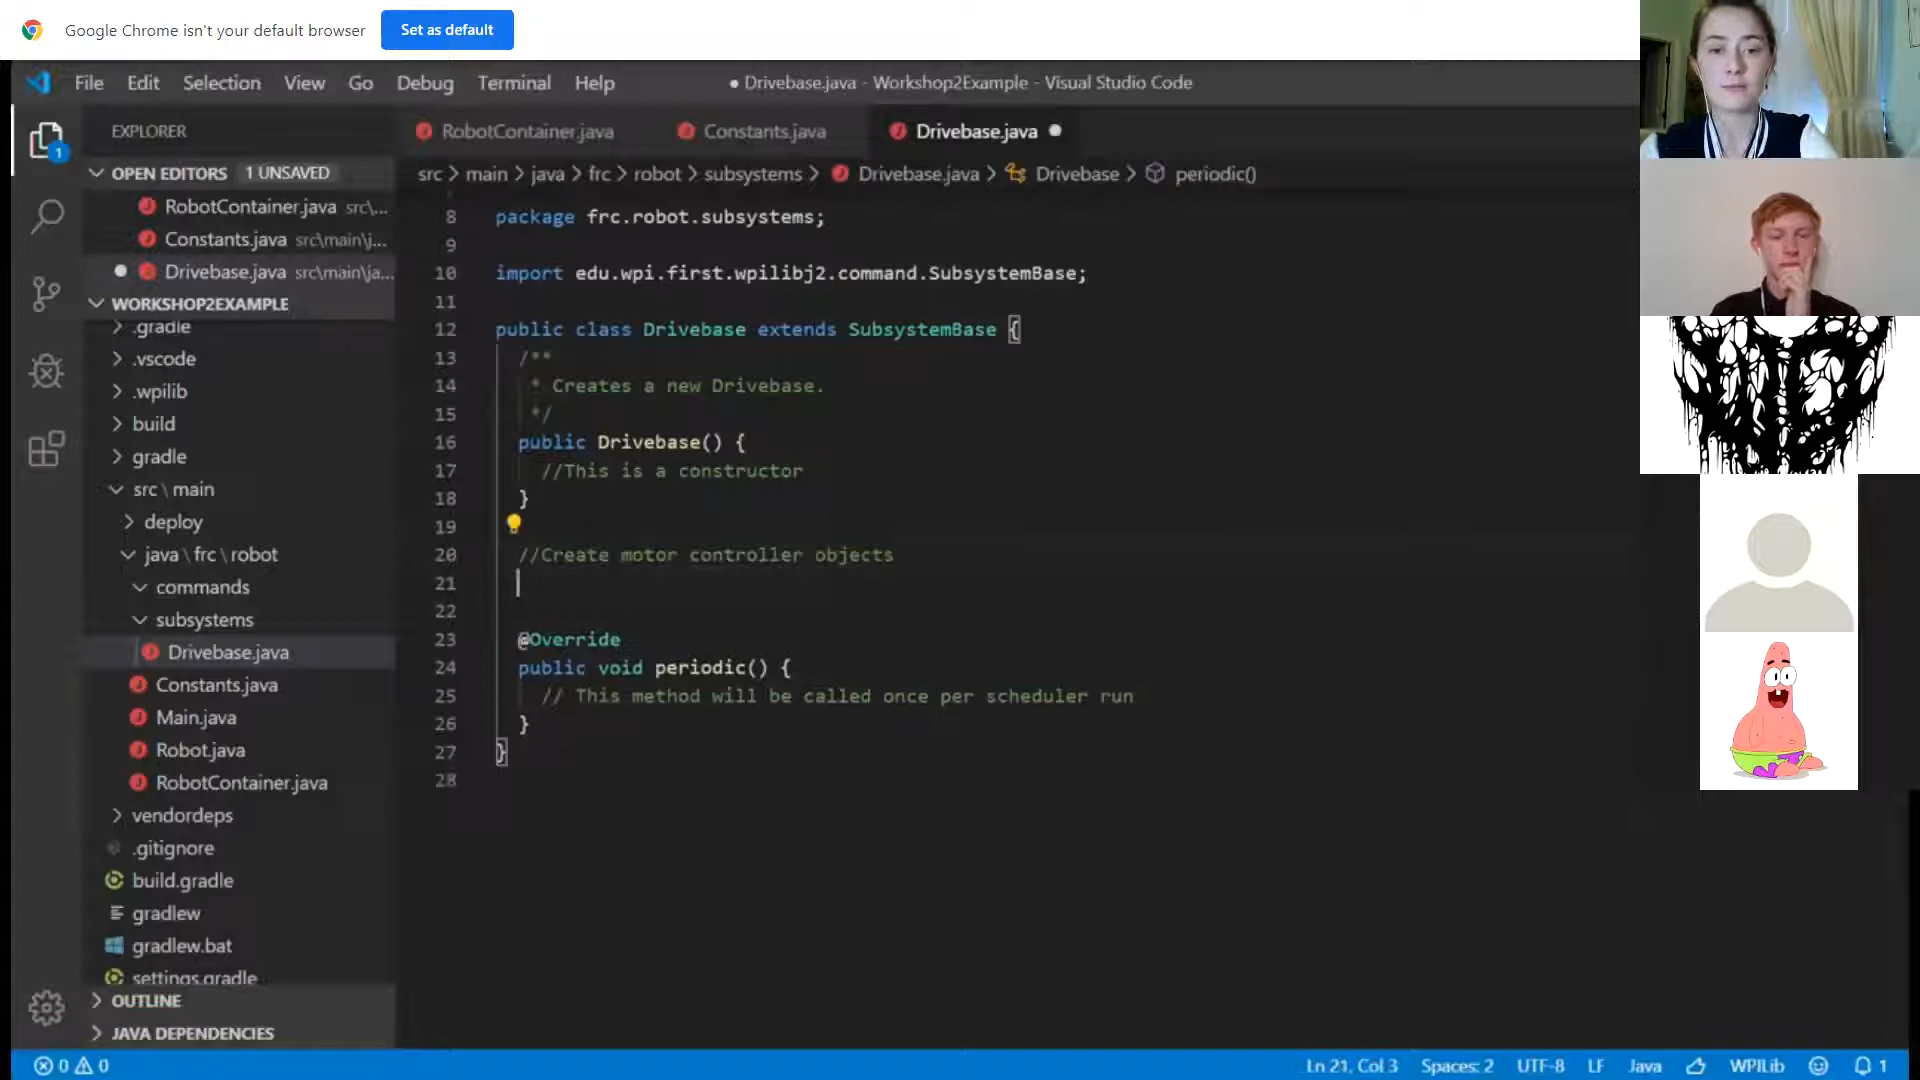 Google Chrome isn't your default browser Set as default
File Edit Selection View Go Debug Terminal Help ● Drivebase.java - Workshop2Example - Visual Studio Code
EXPLORER
OPEN EDITORS 1 UNSAVED
RobotContainer.java src\...
Constants.java src\main\j...
Drivebase.java src\main\ja...
WORKSHOP2EXAMPLE
.gradle
.vscode
.wpilib
build
gradle
src \ main
deploy
java \ frc \ robot
commands
subsystems
Drivebase.java
Constants.java
Main.java
Robot.java
RobotContainer.java
vendordeps
.gitignore
build.gradle
gradlew
gradlew.bat
settings.gradle
OUTLINE
JAVA DEPENDENCIES
1
RobotContainer.java Constants.java Drivebase.java
src > main > java > frc > robot > subsystems > Drivebase.java > Drivebase > periodic()
8 package frc.robot.subsystems;
9
10 import edu.wpi.first.wpilibj2.command.SubsystemBase;
11
12 public class Drivebase extends SubsystemBase {
13 /**
14 * Creates a new Drivebase.
15 */
16 public Drivebase() {
17 //This is a constructor
18 }
19
20 //Create motor controller objects
21
22
23 @Override
24 public void periodic() {
25 // This method will be called once per scheduler run
26 }
27 }
28
0 0 Ln 21, Col 3 Spaces: 2 UTF-8 LF Java WPILib 1